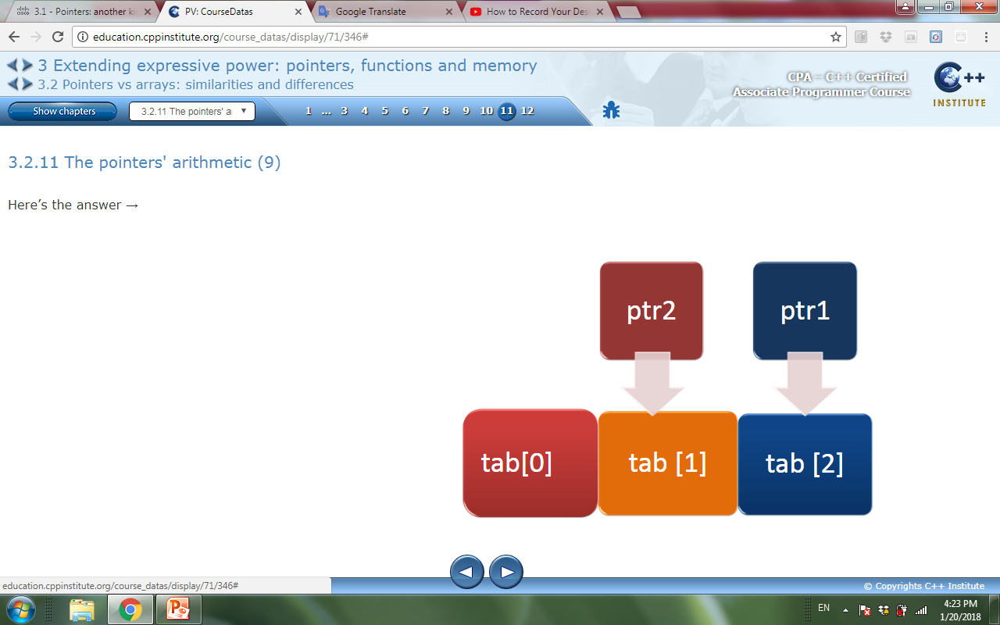 cisco 3.1 - Pointers: another ki
PV: CourseDatas
Google Translate
How to Record Your Des
education.cppinstitute.org/course_datas/display/71/346#
3 Extending expressive power: pointers, functions and memory
3.2 Pointers vs arrays: similarities and differences
CPA – C++ Certified
Associate Programmer Course
C++
INSTITUTE
Show chapters
3.2.11 The pointers' a
1 ... 3 4 5 6 7 8 9 10 11 12
3.2.11 The pointers' arithmetic (9)
Here’s the answer →
ptr2
ptr1
tab[0]
tab [1]
tab [2]
education.cppinstitute.org/course_datas/display/71/346#
© Copyrights C++ Institute
EN
4:23 PM
1/20/2018